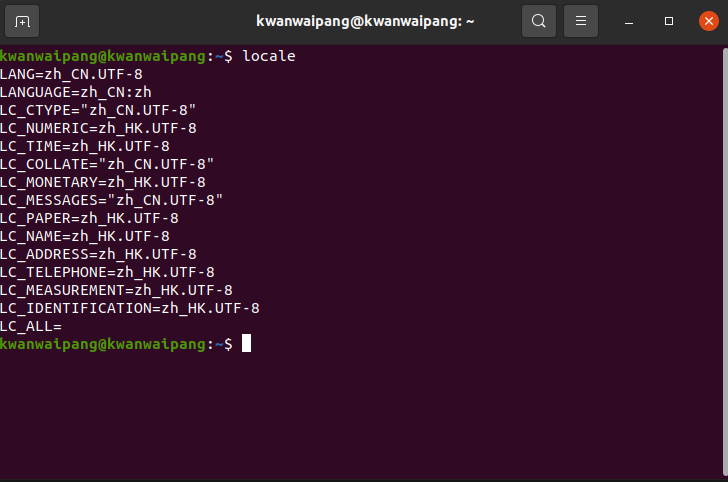 kwanwaipang@kwanwaipang: ~
kwanwaipang@kwanwaipang:~$ locale
LANG=zh_CN.UTF-8
LANGUAGE=zh_CN:zh
LC_CTYPE="zh_CN.UTF-8"
LC_NUMERIC=zh_HK.UTF-8
LC_TIME=zh_HK.UTF-8
LC_COLLATE="zh_CN.UTF-8"
LC_MONETARY=zh_HK.UTF-8
LC_MESSAGES="zh_CN.UTF-8"
LC_PAPER=zh_HK.UTF-8
LC_NAME=zh_HK.UTF-8
LC_ADDRESS=zh_HK.UTF-8
LC_TELEPHONE=zh_HK.UTF-8
LC_MEASUREMENT=zh_HK.UTF-8
LC_IDENTIFICATION=zh_HK.UTF-8
LC_ALL=
kwanwaipang@kwanwaipang:~$